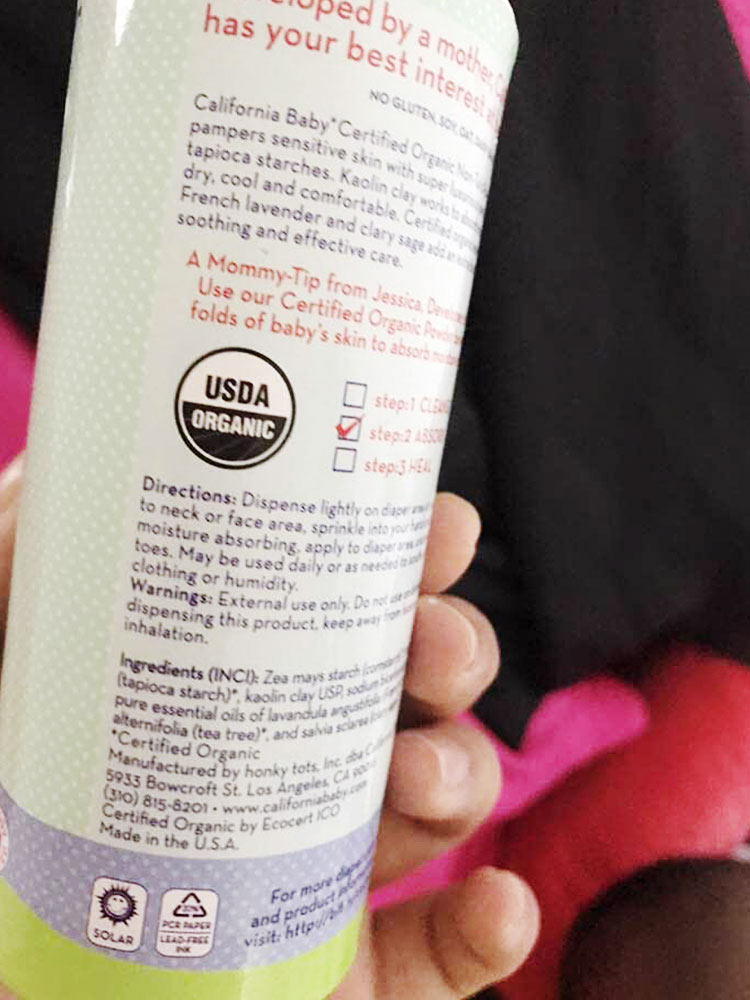 by a mother,
has your best interest
NO GLUTEN, SOY, OAT,
California Baby* Certified Organic
pampers sensitive skin with super
tapioca starches. Kaolin clay works to
dry, cool and comfortable. Certified
French lavender and clary sage add an
soothing and effective care.
A Mommy-Tip from Jessica,
Use our Certified Organic
folds of baby's skin to absorb
USDA
ORGANIC
step:1
step:2
step:3 HEAL
Directions: Dispense lightly on diaper
to neck or face area, sprinkle into your
moisture absorbing, apply to diaper area,
toes. May be used daily or as needed to
clothing or humidity.
Warnings: External use only. Do not use
dispensing this product, keep away from
inhalation.
Ingredients (INCI): Zea mays starch
(tapioca starch)*, kaolin clay USP, sodium
pure essential oils of lavandula angustifolia
alternifolia (tea tree)*, and salvia sclarea
*Certified Organic
Manufactured by honky tots, Inc. dba
5933 Bowcroft St. Los Angeles, CA
(310) 815-8201 • www.californiababy.com
Certified Organic by Ecocert ICO
Made in the U.S.A.
SOLAR
PCR PAPER
LEAD-FREE
INK
For more
and product
visit: http://